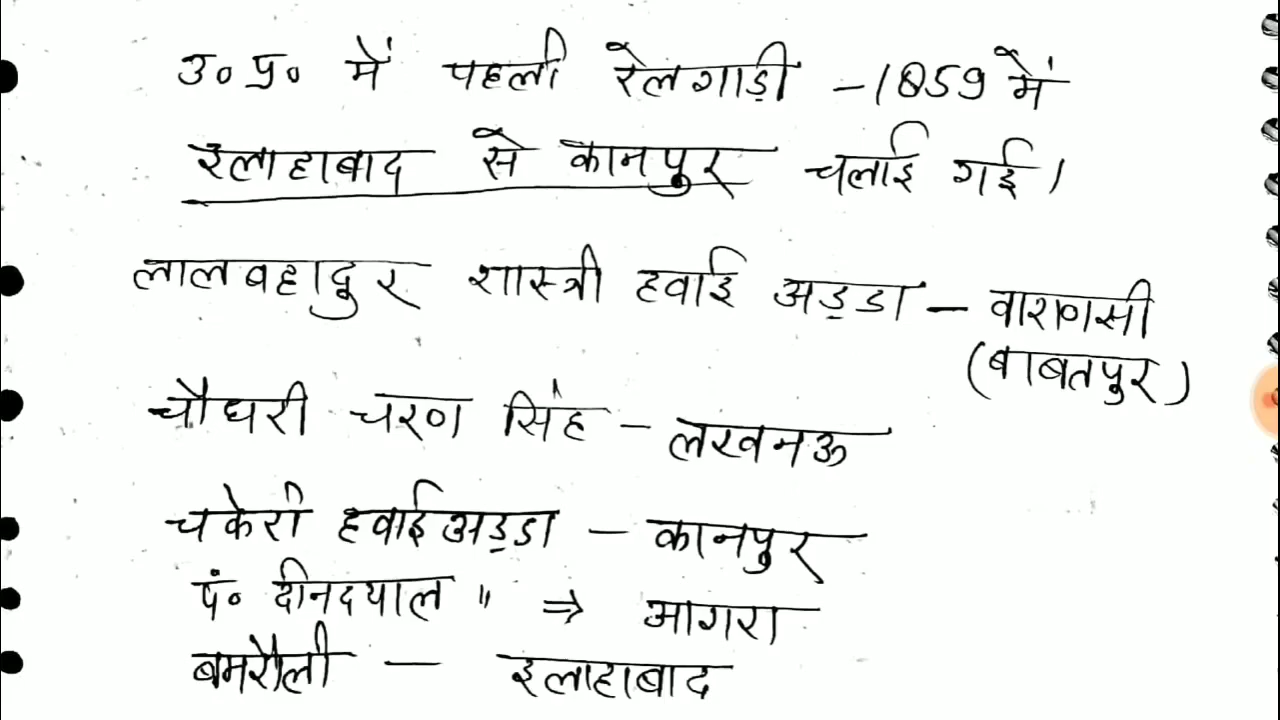 उ० प्र० में पहली रेलगाड़ी - 1859 में
इलाहाबाद से कानपुर चलाई गई।
लालबहादुर शास्त्री हवाई अड्डा - वाराणसी
(बाबतपुर)
चौधरी चरण सिंह - लखनऊ
चकेरी हवाईअड्डा - कानपुर
पं० दीनदयाल " ⇒ आगरा
बमरौली - इलाहाबाद